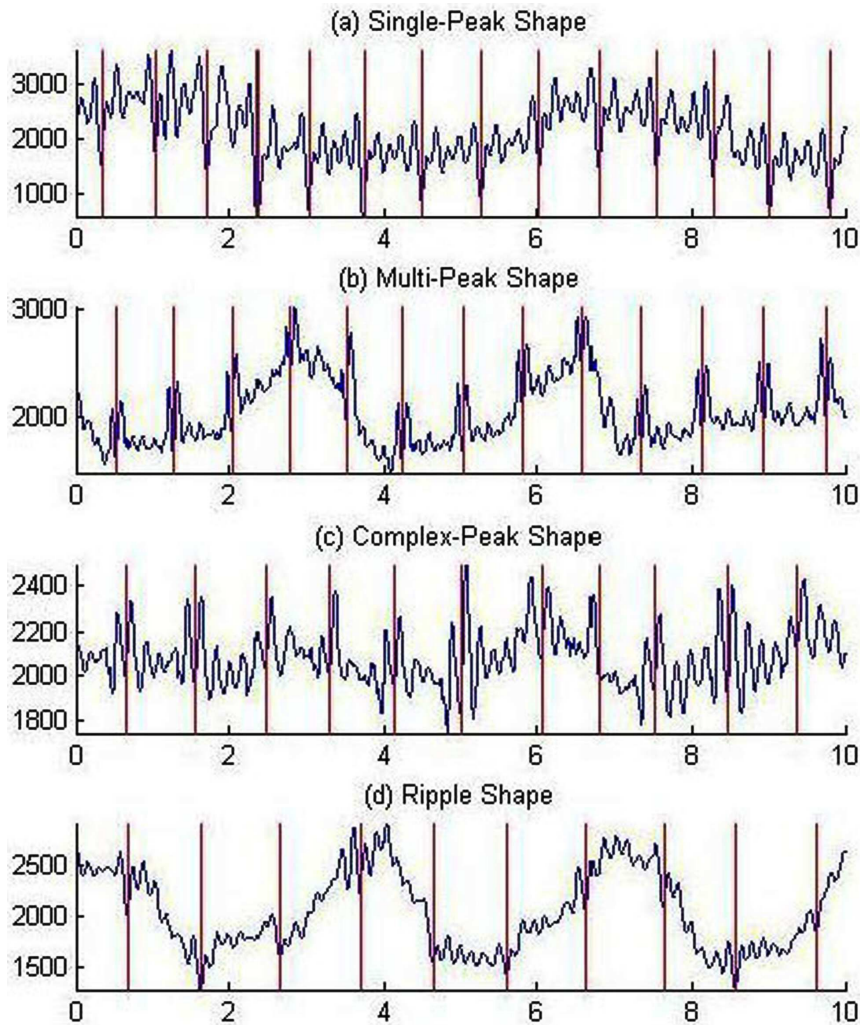 (a) Single-Peak Shape
3000
2000
1000
0 2 4 6 8 10
(b) Multi-Peak Shape
3000
2000
0 2 4 6 8 10
(c) Complex-Peak Shape
2400
2200
2000
1800
0 2 4 6 8 10
(d) Ripple Shape
2500
2000
1500
0 2 4 6 8 10